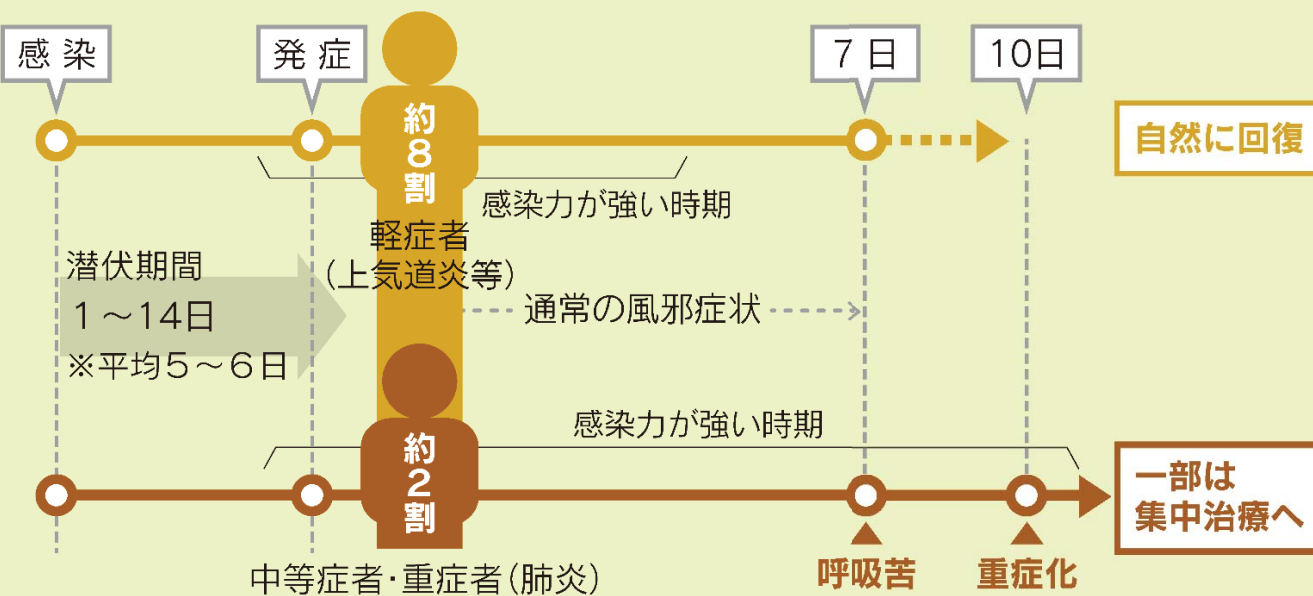 感染
発症
7日
10日
約8割
自然に回復
感染力が強い時期
軽症者
(上気道炎等)
潜伏期間
1～14日
※平均5～6日
通常の風邪症状
感染力が強い時期
約2割
一部は
集中治療へ
中等症者･重症者(肺炎)
呼吸苦
重症化